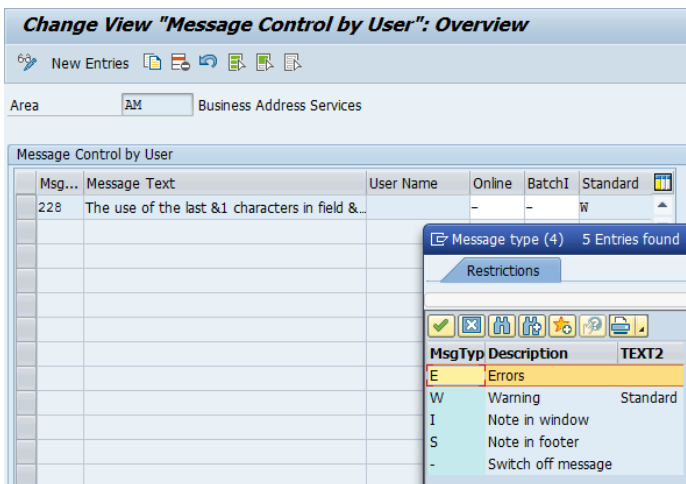 Change View "Message Control by User": Overview
New Entries
Area AM Business Address Services
Message Control by User
Msg... Message Text User Name Online BatchI Standard
228 The use of the last &1 characters in field &... - - W
Message type (4) 5 Entries found
Restrictions
MsgTyp Description TEXT2
E Errors
W Warning Standard
I Note in window
S Note in footer
- Switch off message